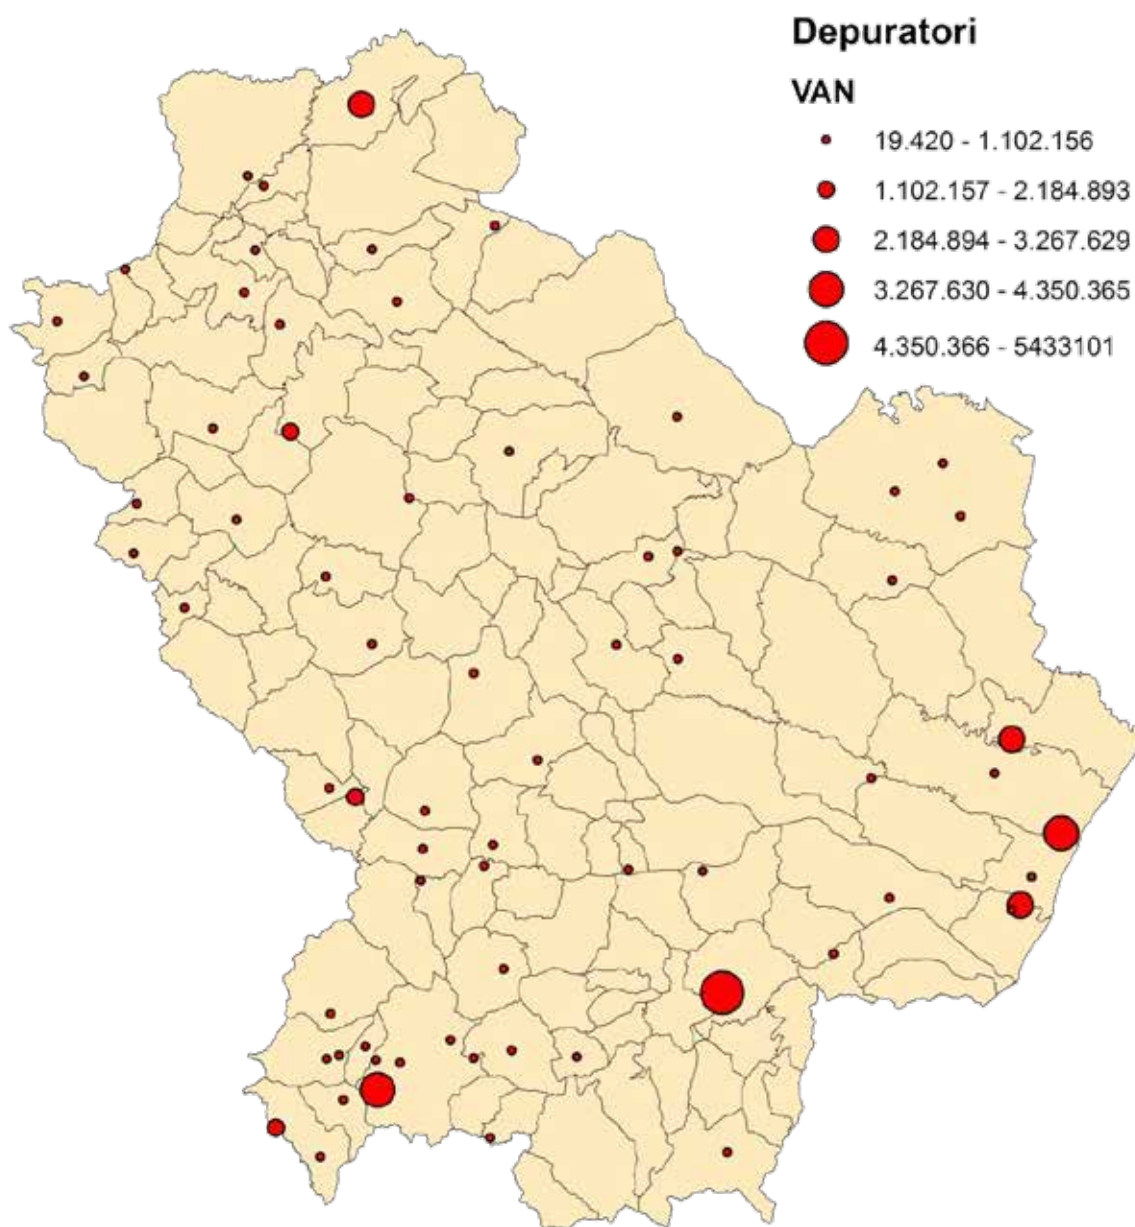 Depuratori
VAN
19.420 - 1.102.156
1.102.157 - 2.184.893
2.184.894 - 3.267.629
3.267.630 - 4.350.365
4.350.366 - 5433101